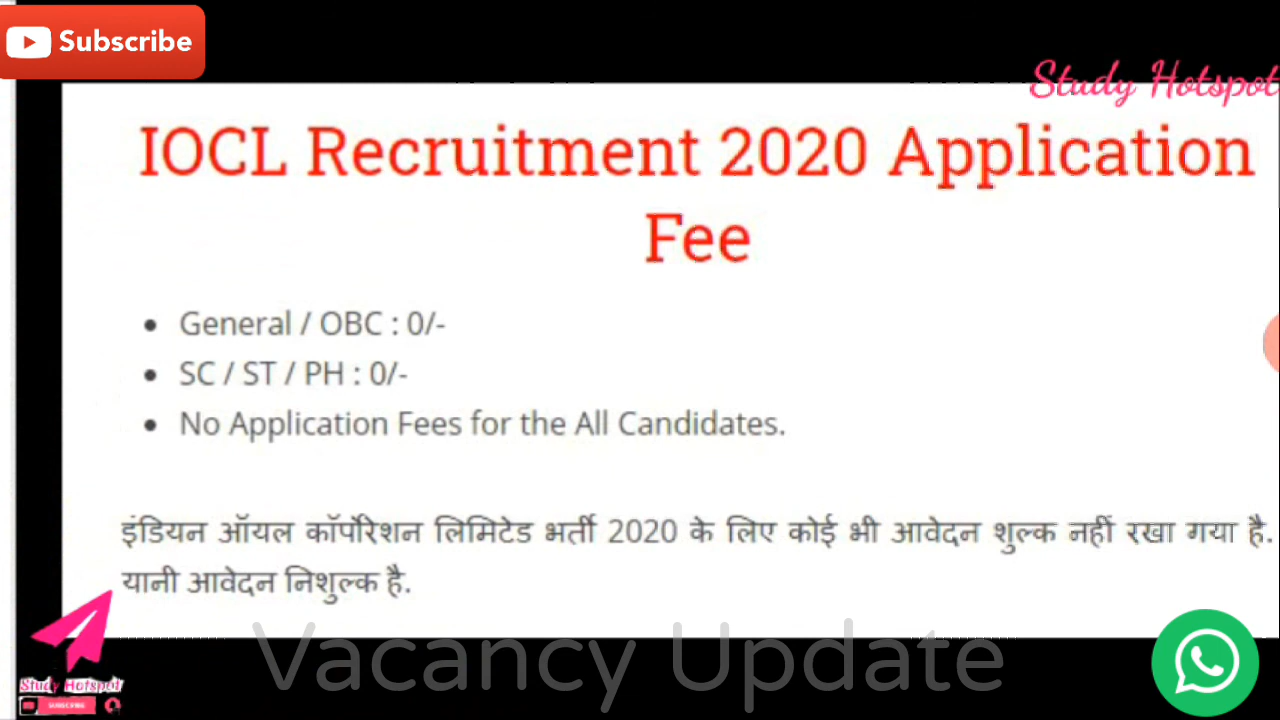 Subscribe
Study Hotspot
IOCL Recruitment 2020 Application
Fee
General / OBC : 0/-
SC / ST / PH : 0/-
No Application Fees for the All Candidates.
इंडियन ऑयल कॉर्पोरेशन लिमिटेड भर्ती 2020 के लिए कोई भी आवेदन शुल्क नहीं रखा गया है.
यानी आवेदन निशुल्क है.
Vacancy Update
Study Hotspot
SUBSCRIBE